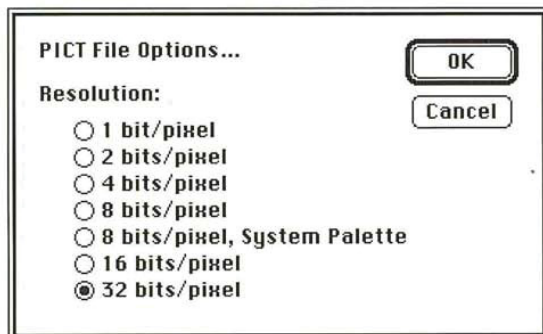 PICT File Options...
OK
Resolution:
Cancel
1 bit/pixel
2 bits/pixel
4 bits/pixel
8 bits/pixel
8 bits/pixel, System Palette
16 bits/pixel
32 bits/pixel